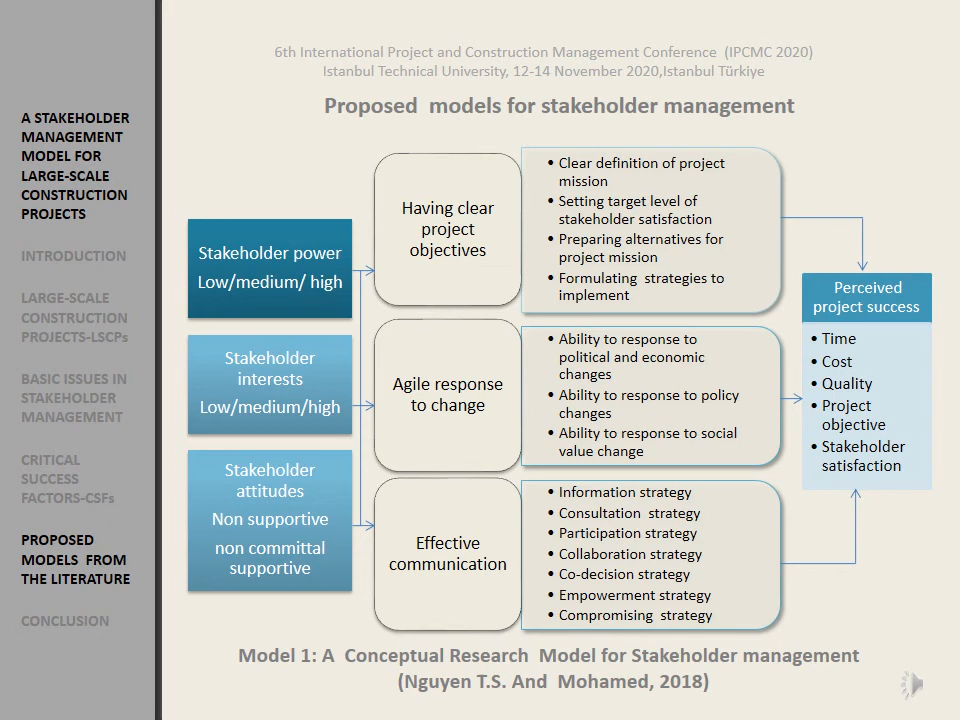 6th International Project and Construction Management Conference (IPCMC 2020)
Istanbul Technical University, 12-14 November 2020,Istanbul Türkiye
Proposed models for stakeholder management
A STAKEHOLDER
MANAGEMENT
MODEL FOR
LARGE-SCALE
CONSTRUCTION
PROJECTS
INTRODUCTION
LARGE-SCALE
CONSTRUCTION
PROJECTS-LSCPs
BASIC ISSUES IN
STAKEHOLDER
MANAGEMENT
CRITICAL
SUCCESS
FACTORS-CSFs
PROPOSED
MODELS FROM
THE LITERATURE
CONCLUSION
Stakeholder power
Low/medium/ high
Stakeholder
interests
Low/medium/high
Stakeholder
attitudes
Non supportive
non committal
supportive
Having clear
project
objectives
• Clear definition of project
mission
• Setting target level of
stakeholder satisfaction
• Preparing alternatives for
project mission
• Formulating strategies to
implement
Agile response
to change
• Ability to response to
political and economic
changes
• Ability to response to policy
changes
• Ability to response to social
value change
Effective
communication
• Information strategy
• Consultation strategy
• Participation strategy
• Collaboration strategy
• Co-decision strategy
• Empowerment strategy
• Compromising strategy
Perceived
project success
• Time
• Cost
• Quality
• Project
objective
• Stakeholder
satisfaction
Model 1: A Conceptual Research Model for Stakeholder management
(Nguyen T.S. And Mohamed, 2018)